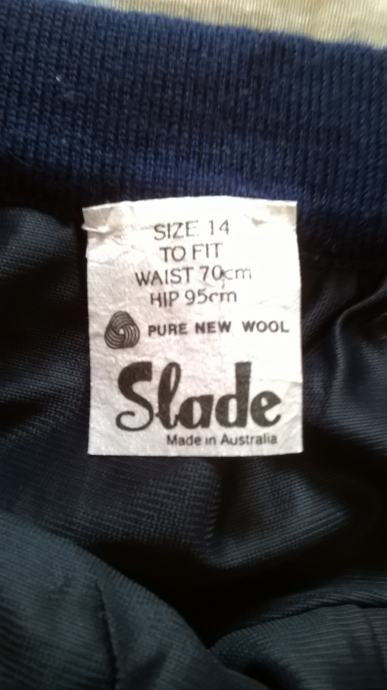 SIZE 14
TO FIT
WAIST 70cm
HIP 95cm
PURE NEW WOOL
Slade
Made in Australia